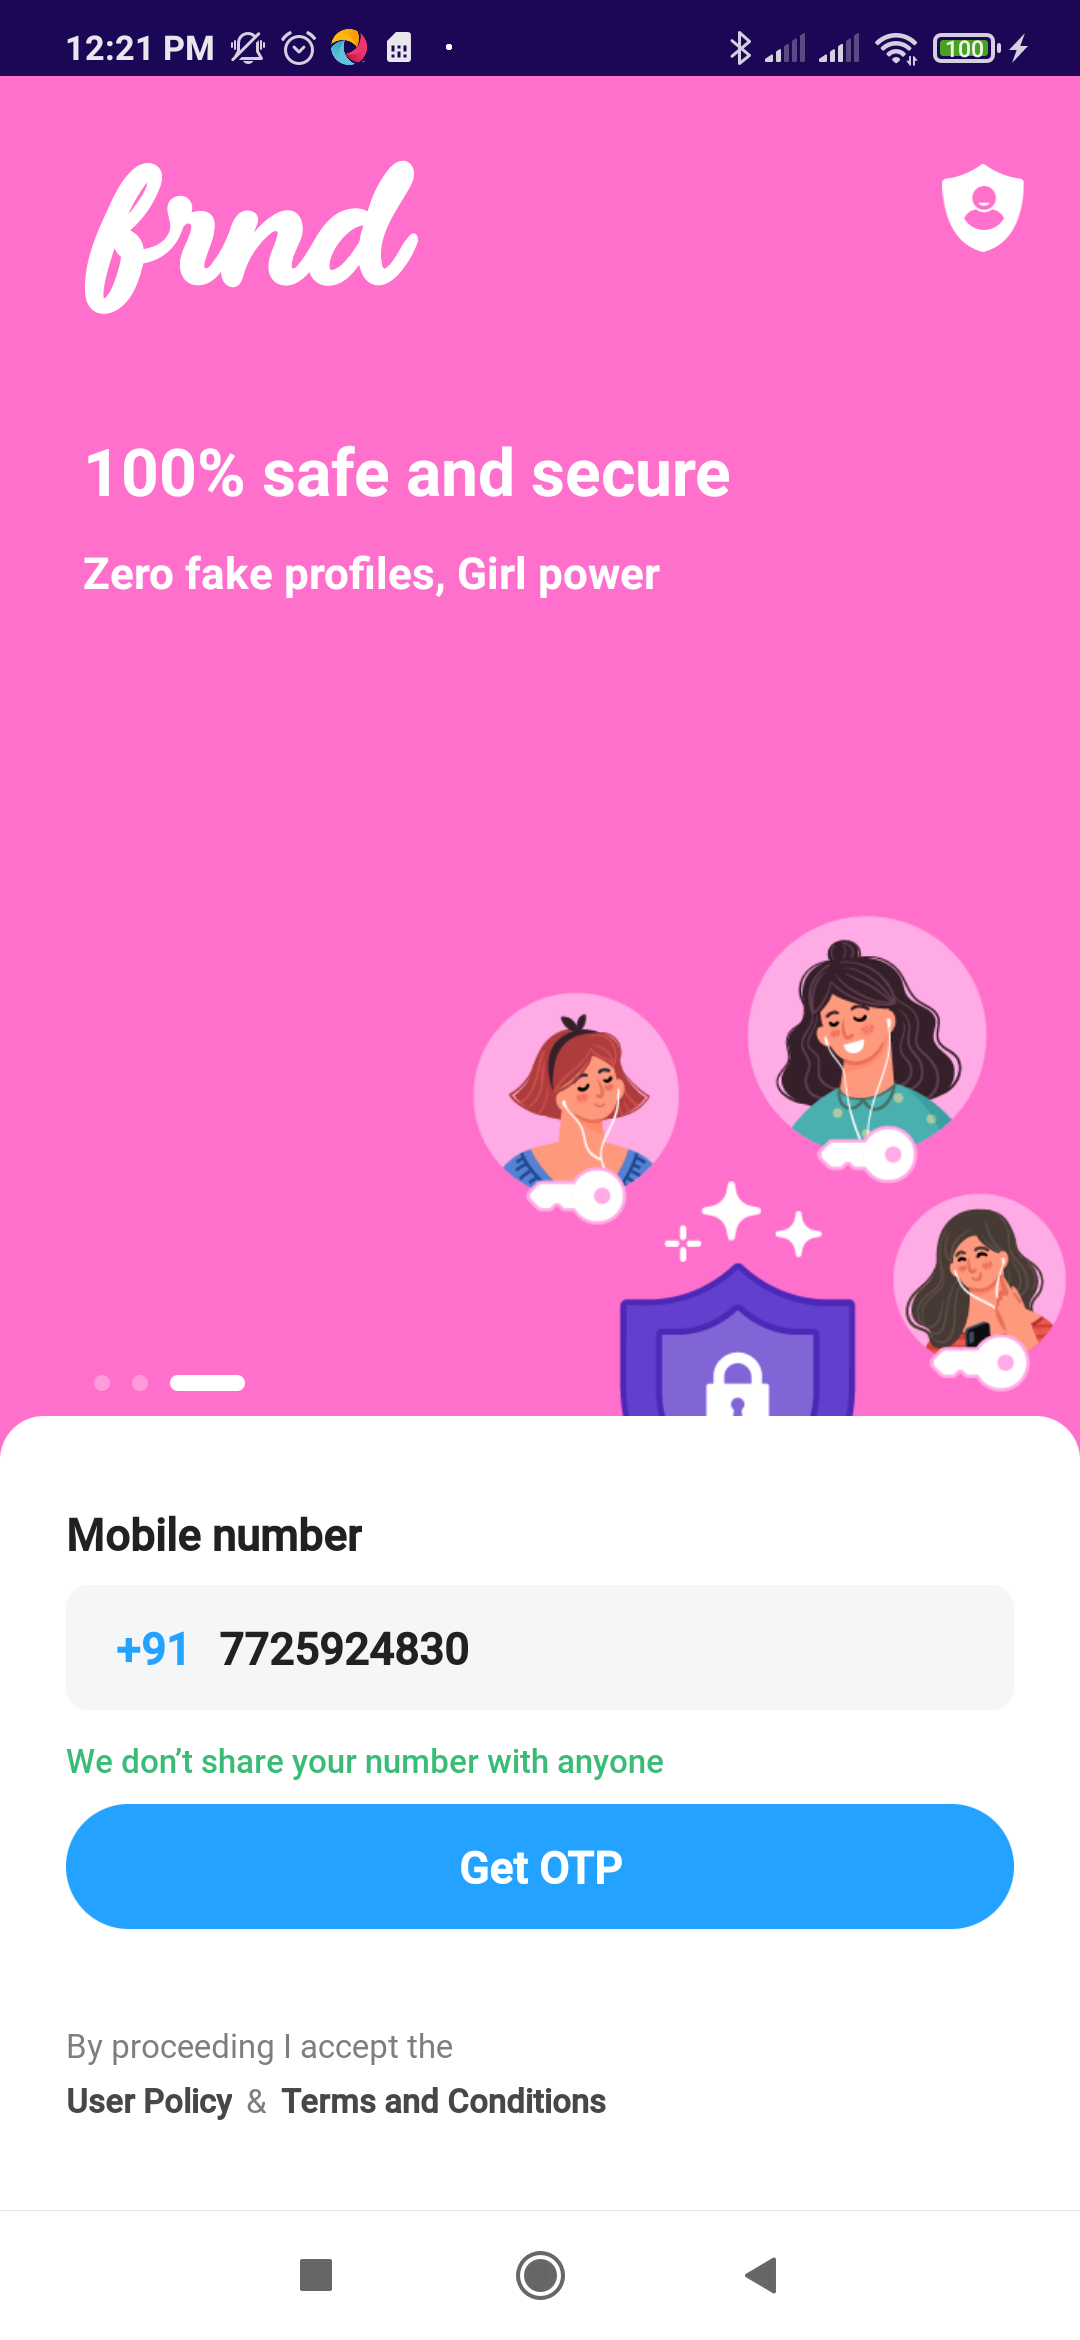 12:21 PM
100
frnd
100% safe and secure
Zero fake profiles, Girl power
Mobile number
+91 7725924830
We don’t share your number with anyone
Get OTP
By proceeding I accept the
User Policy & Terms and Conditions